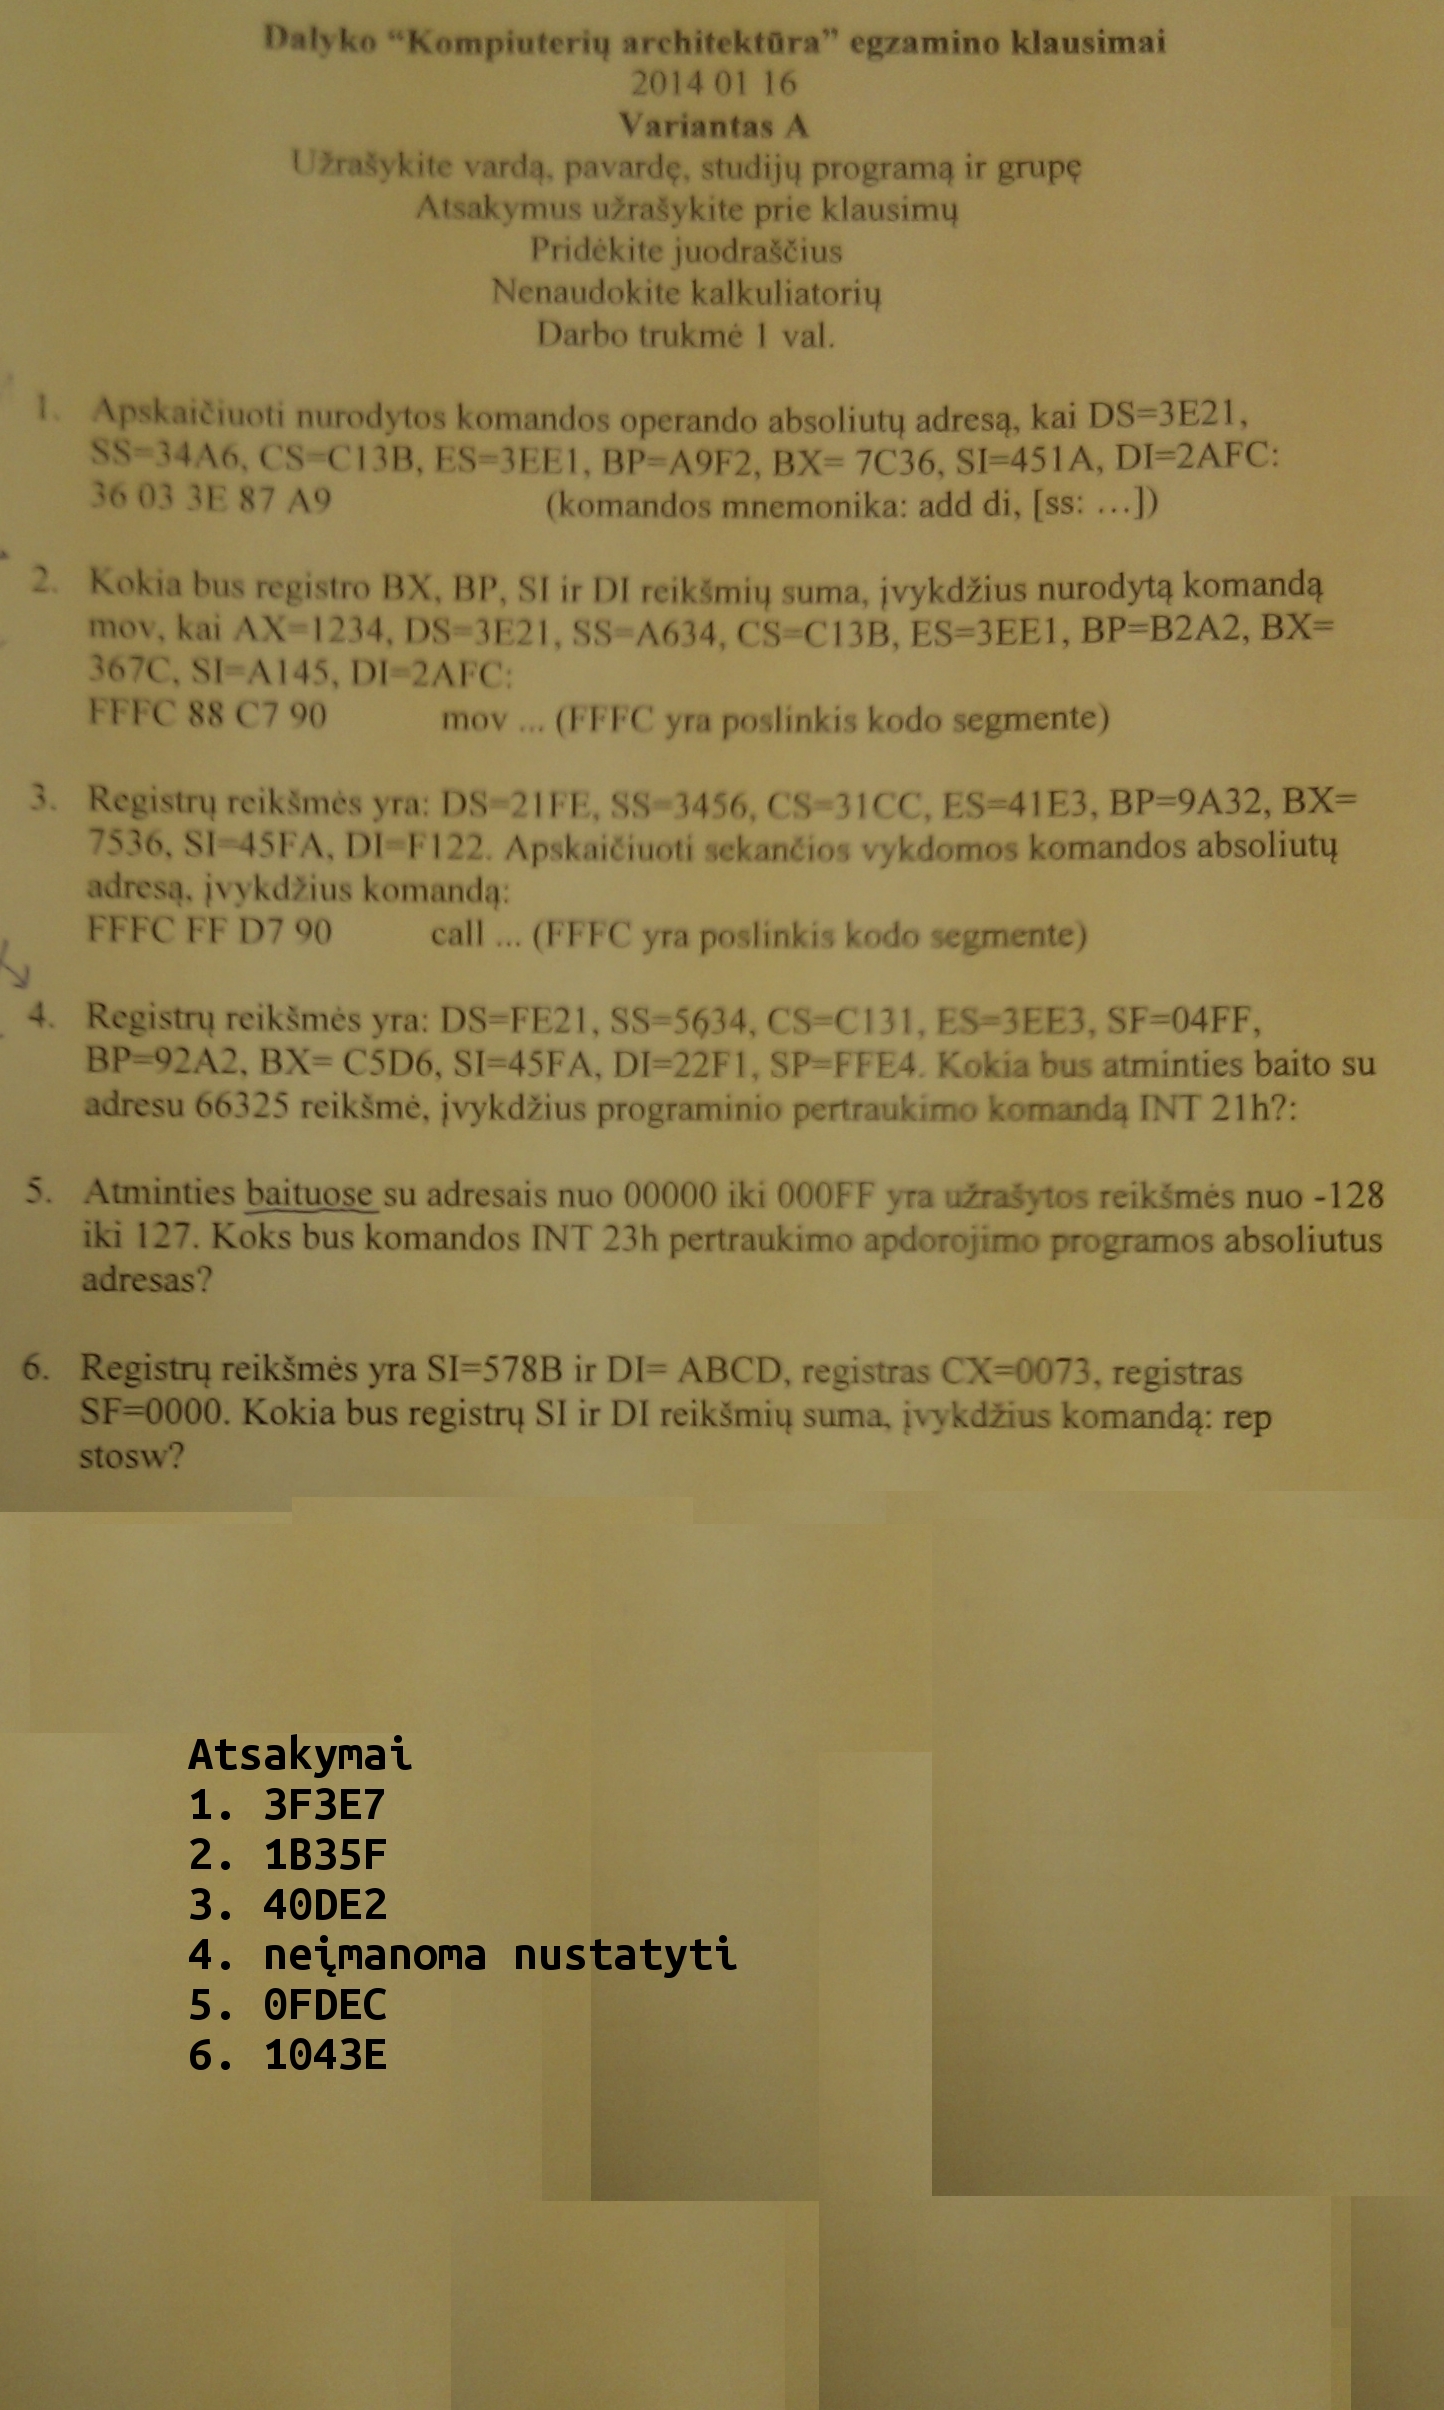 Dalyko “Kompiuterių architektūra” egzamino klausimai
2014 01 16
Variantas A
Užrašykite vardą, pavardę, studijų programą ir grupę
Atsakymus užrašykite prie klausimų
Pridėkite juodraščius
Nenaudokite kalkuliatorių
Darbo trukmė 1 val.
1. Apskaičiuoti nurodytos komandos operando absoliutų adresą, kai DS=3E21,
SS=34A6, CS=C13B, ES=3EE1, BP=A9F2, BX= 7C36, SI=451A, DI=2AFC:
36 03 3E 87 A9 (komandos mnemonika: add di, [ss: …])
2. Kokia bus registro BX, BP, SI ir DI reikšmių suma, įvykdžius nurodytą komandą
mov, kai AX=1234, DS=3E21, SS=A634, CS=C13B, ES=3EE1, BP=B2A2, BX=
367C, SI=A145, DI=2AFC:
FFFC 88 C7 90 mov ... (FFFC yra poslinkis kodo segmente)
3. Registrų reikšmės yra: DS=21FE, SS=3456, CS=31CC, ES=41E3, BP=9A32, BX=
7536, SI=45FA, DI=F122. Apskaičiuoti sekančios vykdomos komandos absoliutų
adresą, įvykdžius komandą:
FFFC FF D7 90 call ... (FFFC yra poslinkis kodo segmente)
4. Registrų reikšmės yra: DS=FE21, SS=5634, CS=C131, ES=3EE3, SF=04FF,
BP=92A2, BX= C5D6, SI=45FA, DI=22F1, SP=FFE4. Kokia bus atminties baito su
adresu 66325 reikšmė, įvykdžius programinio pertraukimo komandą INT 21h?:
5. Atminties baituose su adresais nuo 00000 iki 000FF yra užrašytos reikšmės nuo -128
iki 127. Koks bus komandos INT 23h pertraukimo apdorojimo programos absoliutus
adresas?
6. Registrų reikšmės yra SI=578B ir DI= ABCD, registras CX=0073, registras
SF=0000. Kokia bus registrų SI ir DI reikšmių suma, įvykdžius komandą: rep
stosw?
Atsakymai
1. 3F3E7
2. 1B35F
3. 40DE2
4. neįmanoma nustatyti
5. 0FDEC
6. 1043E